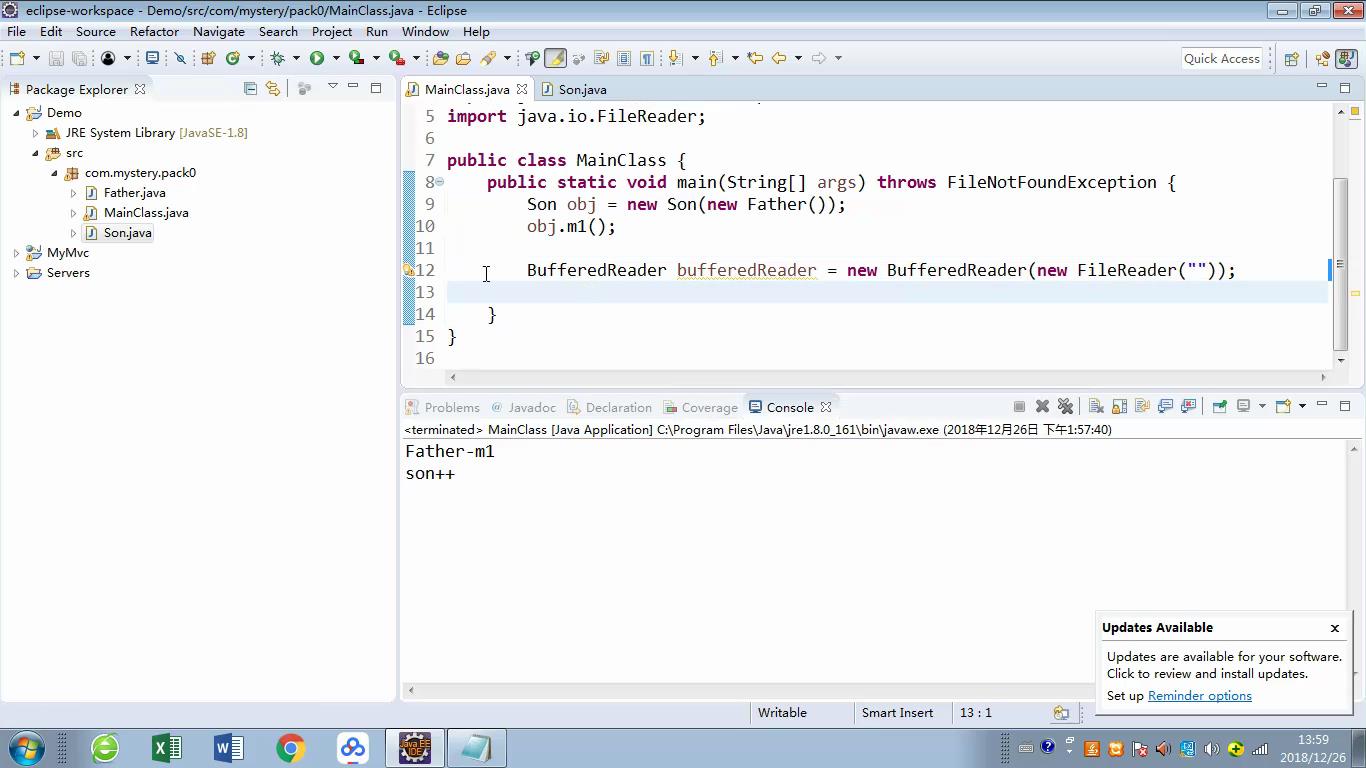 eclipse-workspace - Demo/src/com/mystery/pack0/MainClass.java - Eclipse
File Edit Source Refactor Navigate Search Project Run Window Help
Quick Access
Package Explorer
Demo
JRE System Library [JavaSE-1.8]
src
com.mystery.pack0
Father.java
MainClass.java
Son.java
MyMvc
Servers
MainClass.java Son.java
5 import java.io.FileReader;
6
7 public class MainClass {
8 public static void main(String[] args) throws FileNotFoundException {
9 Son obj = new Son(new Father());
10 obj.m1();
11
12 BufferedReader bufferedReader = new BufferedReader(new FileReader(""));
13
14 }
15 }
16
Problems @ Javadoc Declaration Coverage Console
<terminated> MainClass [Java Application] C:\Program Files\Java\jre1.8.0_161\bin\javaw.exe (2018年12月26日 下午1:57:40)
Father-m1
son++
Updates Available x
Updates are available for your software.
Click to review and install updates.
Set up Reminder options
Writable Smart Insert 13 : 1
Java EE
IDE
13:59
2018/12/26